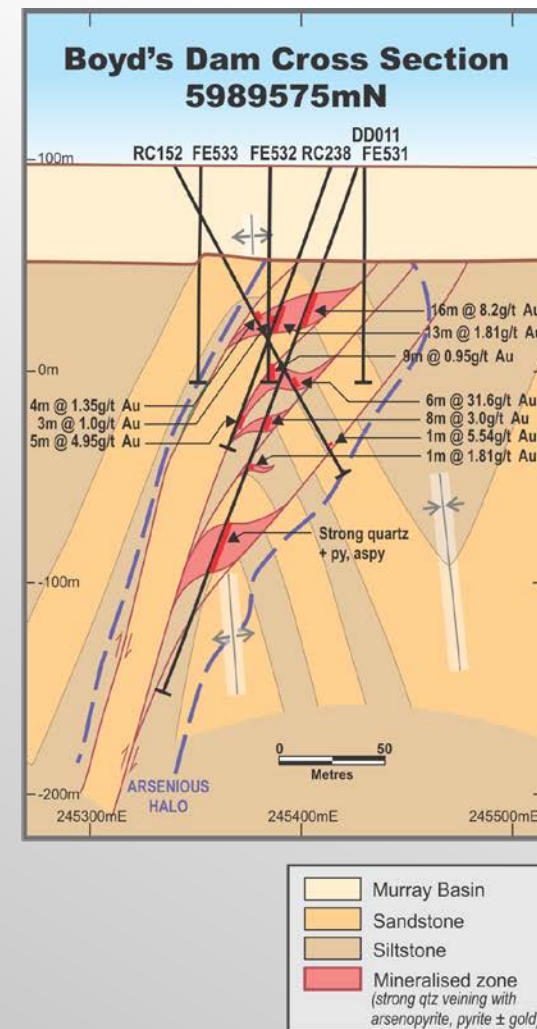 Boyd's Dam Cross Section
5989575mN
DD011
RC152 FE533 FE532 RC238 FE531
100m
16m @ 8.2g/t Au
13m @ 1.81g/t Au
9m @ 0.95g/t Au
0m
6m @ 31.6g/t Au
4m @ 1.35g/t Au
8m @ 3.0g/t Au
3m @ 1.0g/t Au
1m @ 5.54g/t Au
5m @ 4.95g/t Au
1m @ 1.81g/t Au
Strong quartz
+ py, aspy
-100m
0 50
Metres
ARSENIOUS
HALO
-200m
245300mE 245400mE 245500mE
Murray Basin
Sandstone
Siltstone
Mineralised zone
(strong qtz veining with
arsenopyrite, pyrite ± gold